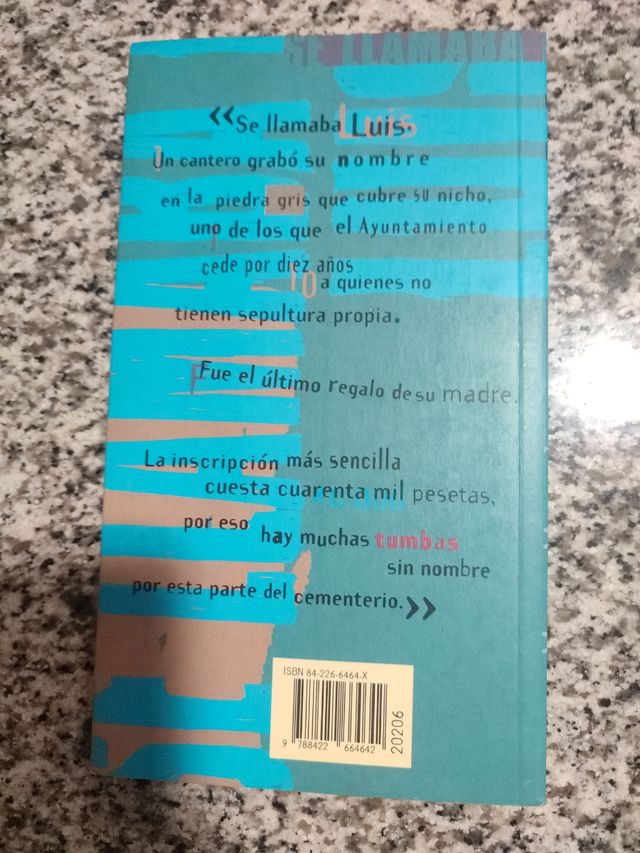 SE LLAMABA
«Se llamaba Luis.
Un cantero grabó su nombre
en la piedra gris que cubre su nicho,
uno de los que el Ayuntamiento
cede por diez años
a quienes no
tienen sepultura propia.
Fue el último regalo de su madre.
La inscripción más sencilla
cuesta cuarenta mil pesetas,
por eso hay muchas tumbas
sin nombre
por esta parte del cementerio.»
ISBN 84-226-6464-X
9 788422 664642
20206